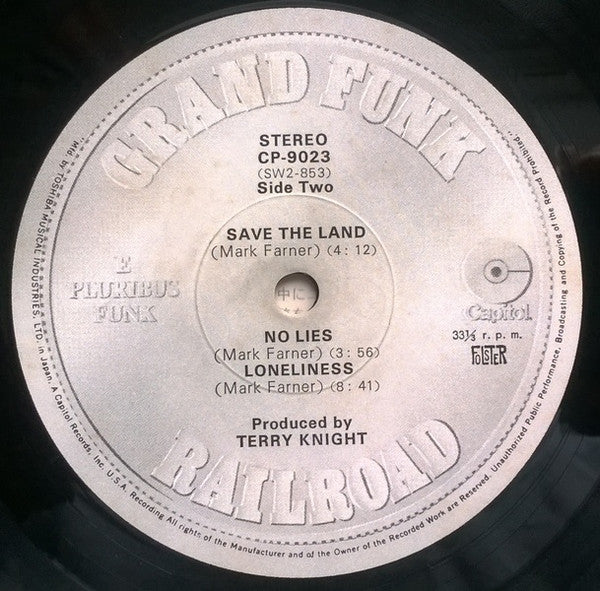 GRAND FUNK
STEREO
CP-9023
(SW2-853)
Side Two
SAVE THE LAND
(Mark Farner) (4:12)
E
PLURIBUS
FUNK
中に
Capitol
33⅓ r. p. m.
FOLSTER
NO LIES
(Mark Farner) (3:56)
LONELINESS
(Mark Farner) (8:41)
Produced by
TERRY KNIGHT
RAILROAD
"Mfd. by TOSHIBA MUSICAL INDUSTRIES, LTD. in Japan. A Capitol Records, Inc. U.S.A. Recording All rights of the Manufacturer and of the Owner of the Recorded Work are Reserved. Unauthorized Public Performance, Broadcasting and Copying of the Record Prohibited"